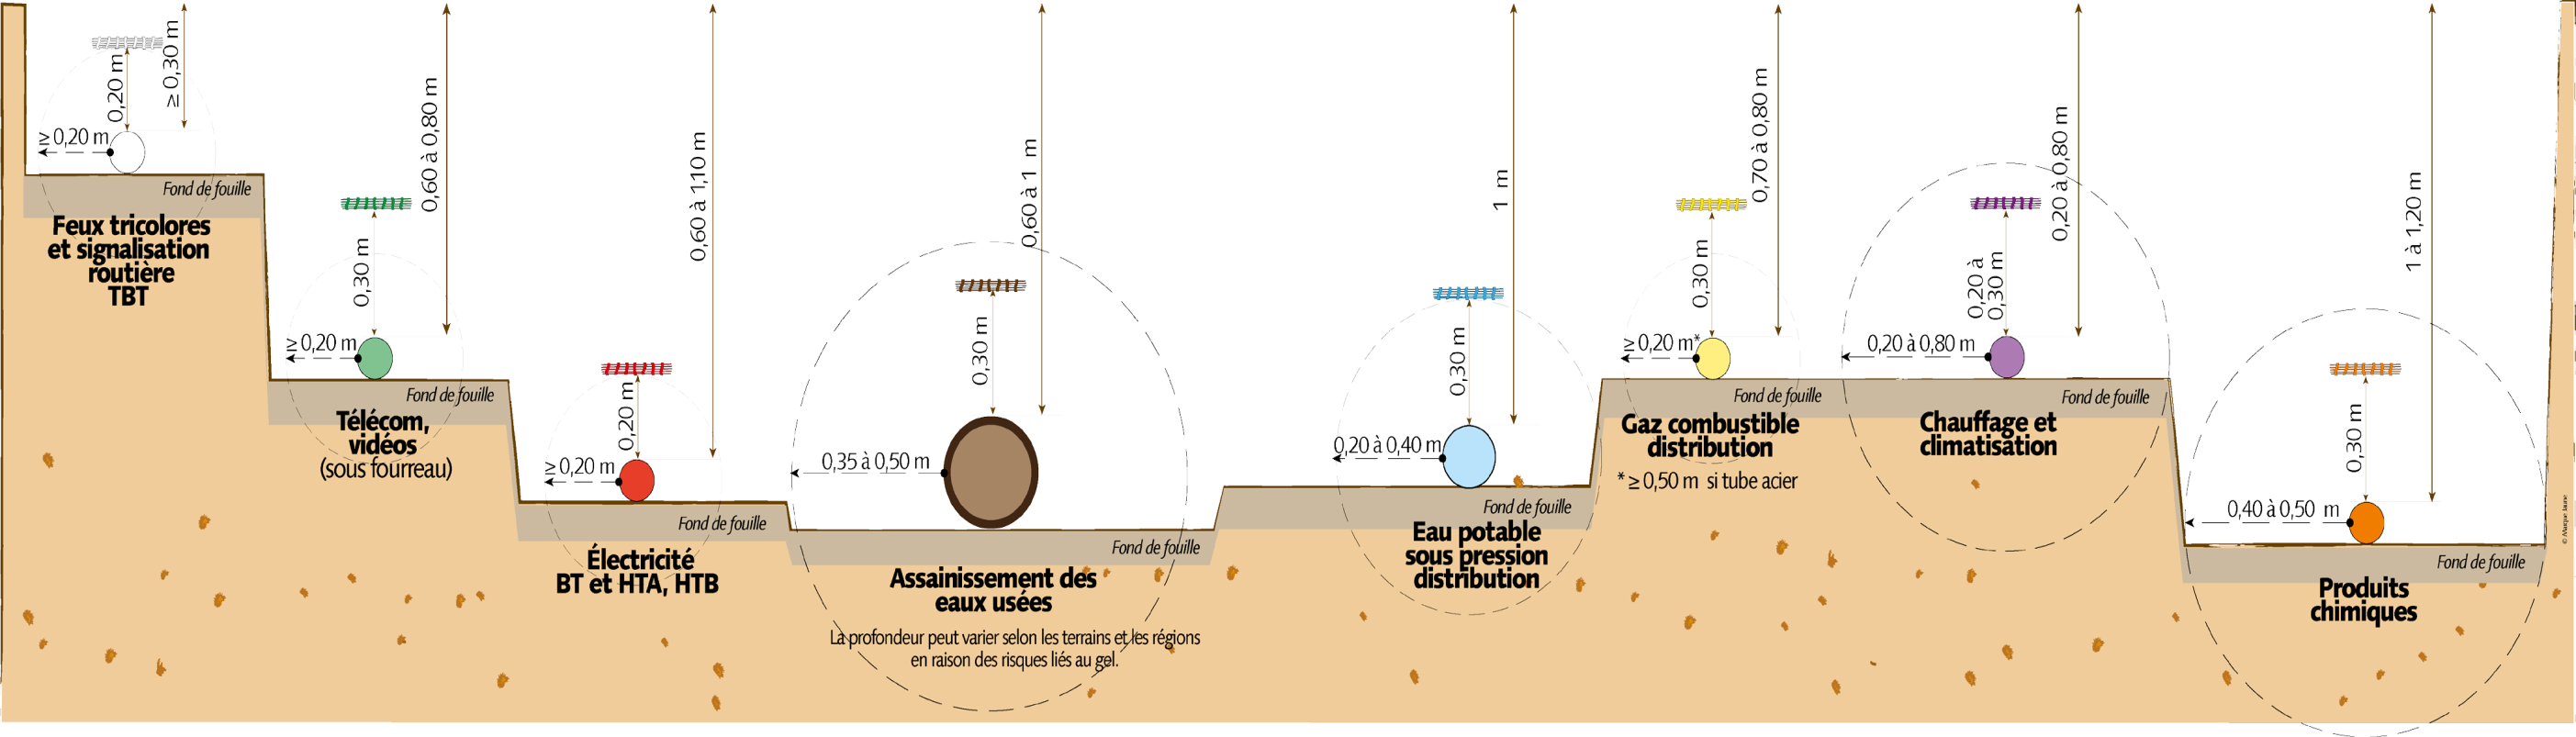 0,20 m
≥ 0,30 m
≥ 0,20 m
Fond de fouille
Feux tricolores
et signalisation
routière
TBT
0,60 à 0,80 m
0,30 m
≥ 0,20 m
Fond de fouille
Télécom,
vidéos
(sous fourreau)
0,60 à 1,10 m
0,20 m
≥ 0,20 m
Fond de fouille
Électricité
BT et HTA, HTB
0,60 à 1 m
0,30 m
0,35 à 0,50 m
Fond de fouille
Assainissement des
eaux usées
La profondeur peut varier selon les terrains et les régions
en raison des risques liés au gel.
1 m
0,30 m
0,20 à 0,40 m
Fond de fouille
Eau potable
sous pression
distribution
0,70 à 0,80 m
0,30 m
≥ 0,20 m*
Fond de fouille
Gaz combustible
distribution
* ≥ 0,50 m si tube acier
0,20 à 0,80 m
0,20 à
0,30 m
0,20 à 0,80 m
Fond de fouille
Chauffage et
climatisation
1 à 1,20 m
0,30 m
0,40 à 0,50 m
Fond de fouille
Produits
chimiques